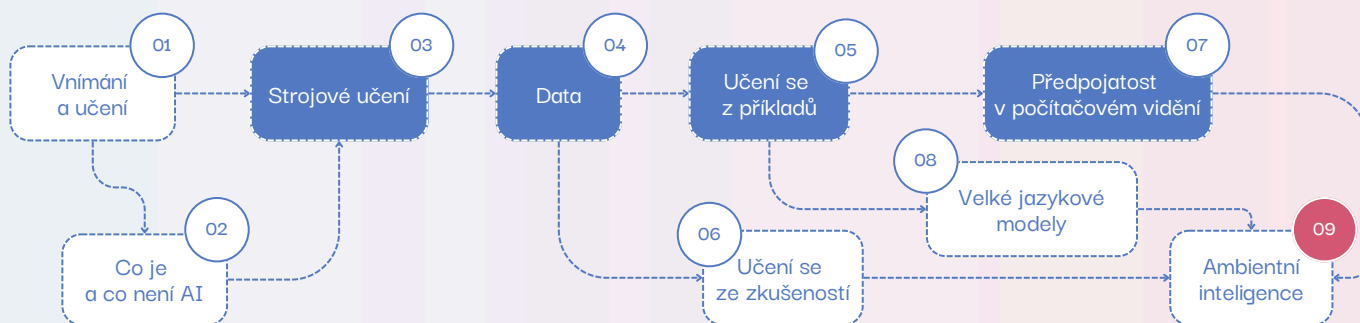 01
Vnímání
a učení
02
Co je
a co není AI
03
Strojové učení
04
Data
05
Učení se
z příkladů
06
Učení se
ze zkušeností
07
Předpojatost
v počítačovém vidění
08
Velké jazykové
modely
09
Ambientní
inteligence